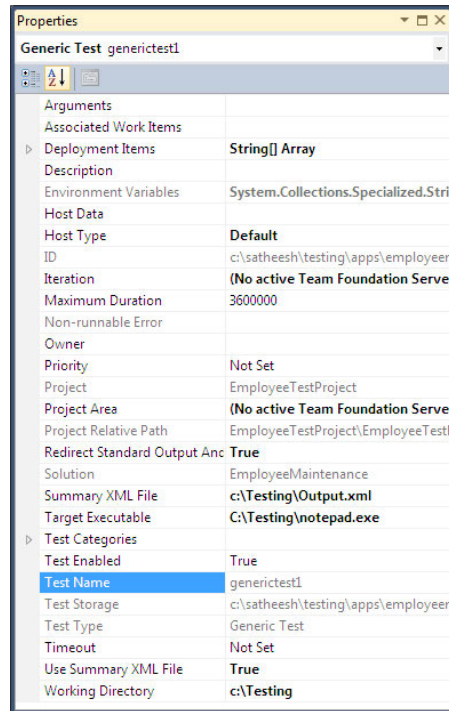 Properties
Generic Test generictest1
Arguments
Associated Work Items
Deployment Items String[] Array
Description
Environment Variables System.Collections.Specialized.Stri
Host Data
Host Type Default
ID c:\satheesh\testing\apps\employeer
Iteration (No active Team Foundation Serve
Maximum Duration 3600000
Non-runnable Error
Owner
Priority Not Set
Project EmployeeTestProject
Project Area (No active Team Foundation Serve
Project Relative Path EmployeeTestProject\EmployeeTestI
Redirect Standard Output Anc True
Solution EmployeeMaintenance
Summary XML File c:\Testing\Output.xml
Target Executable C:\Testing\notepad.exe
Test Categories
Test Enabled True
Test Name generictest1
Test Storage c:\satheesh\testing\apps\employeer
Test Type Generic Test
Timeout Not Set
Use Summary XML File True
Working Directory c:\Testing